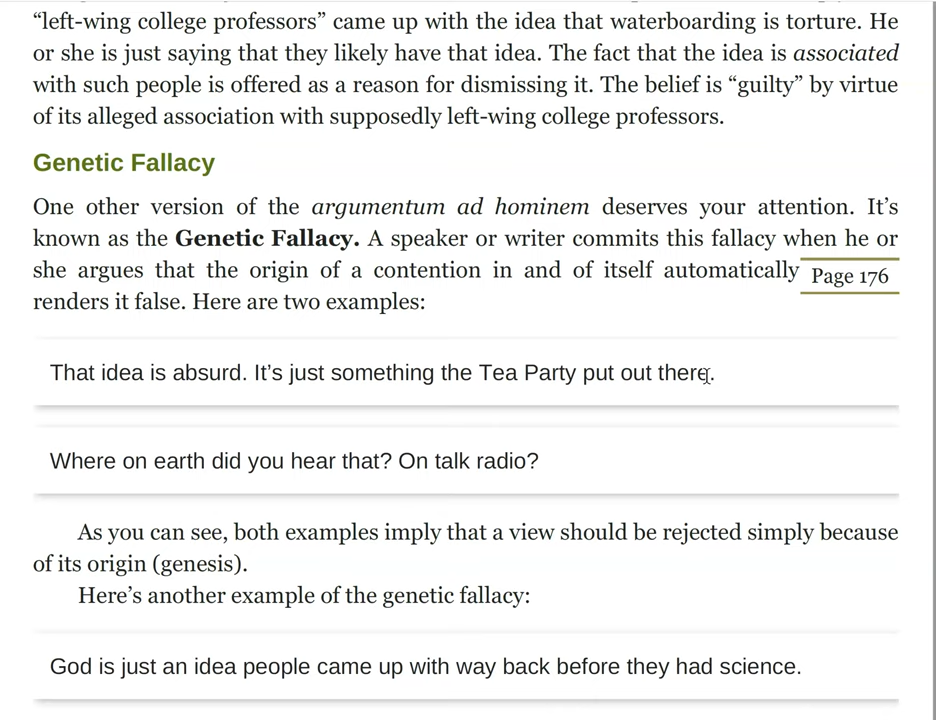 “left-wing college professors” came up with the idea that waterboarding is torture. He
or she is just saying that they likely have that idea. The fact that the idea is associated
with such people is offered as a reason for dismissing it. The belief is “guilty” by virtue
of its alleged association with supposedly left-wing college professors.
Genetic Fallacy
One other version of the argumentum ad hominem deserves your attention. It’s
known as the Genetic Fallacy. A speaker or writer commits this fallacy when he or
she argues that the origin of a contention in and of itself automatically
Page 176
renders it false. Here are two examples:
That idea is absurd. It’s just something the Tea Party put out there.
Where on earth did you hear that? On talk radio?
As you can see, both examples imply that a view should be rejected simply because
of its origin (genesis).
Here’s another example of the genetic fallacy:
God is just an idea people came up with way back before they had science.